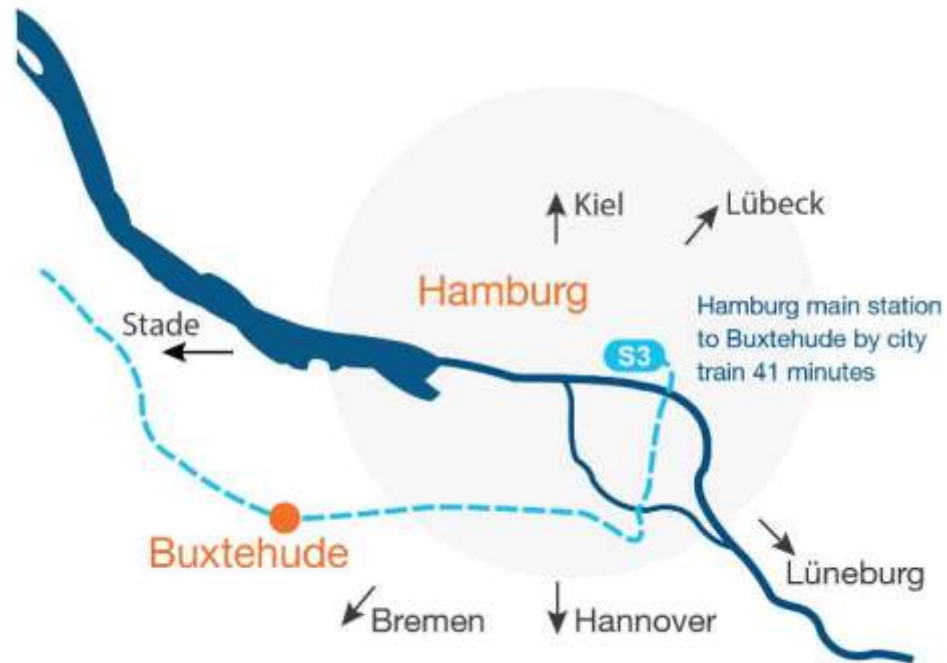 Kiel
Lübeck
Hamburg
Hamburg main station
to Buxtehude by city
train 41 minutes
Stade
S3
Buxtehude
Lüneburg
Bremen
Hannover